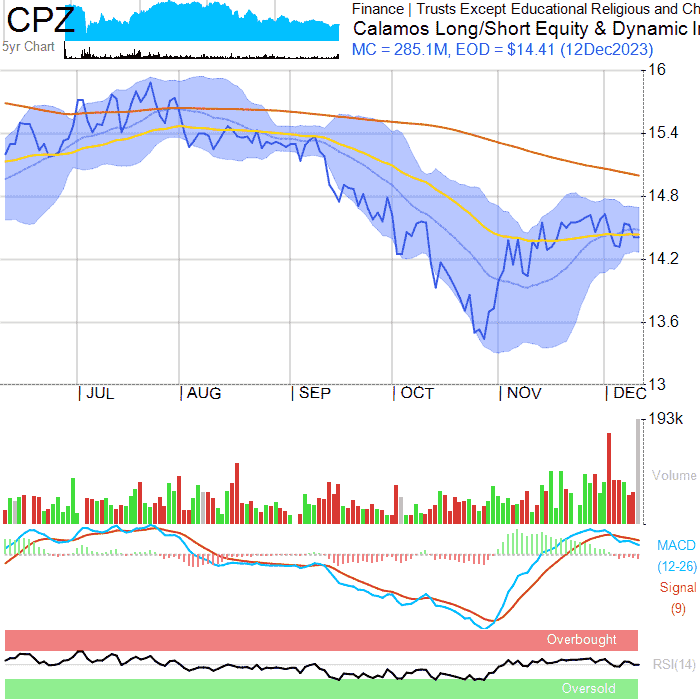 CPZ
5yr Chart
Finance | Trusts Except Educational Religious and Ch
Calamos Long/Short Equity & Dynamic In
MC = 285.1M, EOD = $14.41 (12Dec2023)
16
15.4
14.8
14.2
13.6
13
JUL AUG SEP OCT NOV DEC
193k
Volume
MACD
(12-26)
Signal
(9)
Overbought
RSI(14)
Oversold